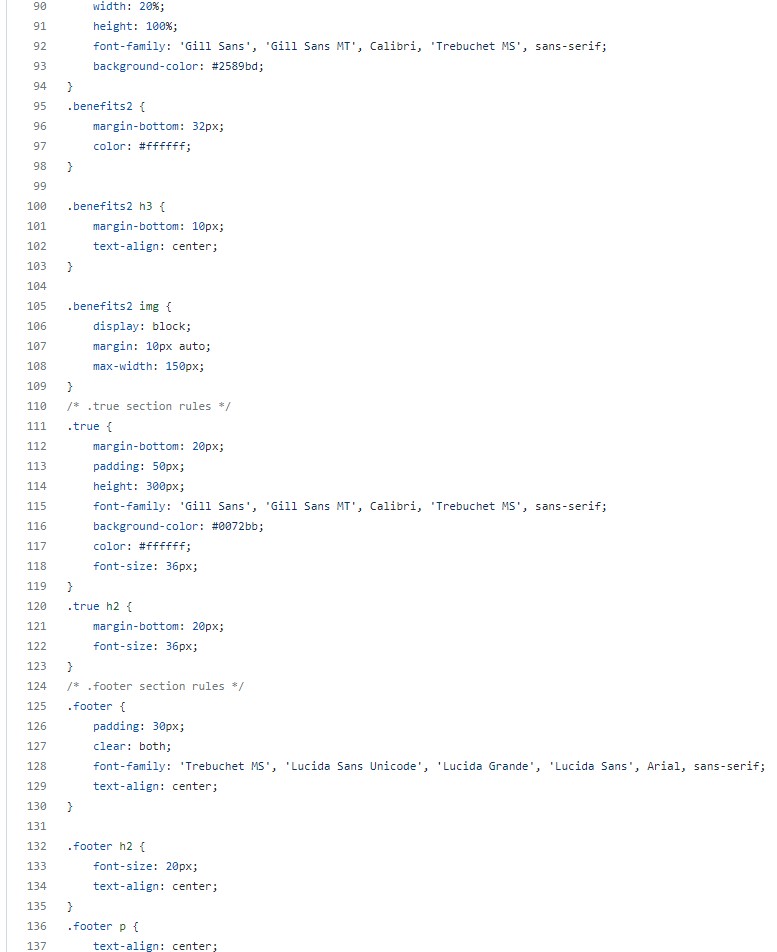 90 width: 20%;
91 height: 100%;
92 font-family: 'Gill Sans', 'Gill Sans MT', Calibri, 'Trebuchet MS', sans-serif;
93 background-color: #2589bd;
94 }
95 .benefits2 {
96 margin-bottom: 32px;
97 color: #ffffff;
98 }
99
100 .benefits2 h3 {
101 margin-bottom: 10px;
102 text-align: center;
103 }
104
105 .benefits2 img {
106 display: block;
107 margin: 10px auto;
108 max-width: 150px;
109 }
110 /* .true section rules */
111 .true {
112 margin-bottom: 20px;
113 padding: 50px;
114 height: 300px;
115 font-family: 'Gill Sans', 'Gill Sans MT', Calibri, 'Trebuchet MS', sans-serif;
116 background-color: #0072bb;
117 color: #ffffff;
118 font-size: 36px;
119 }
120 .true h2 {
121 margin-bottom: 20px;
122 font-size: 36px;
123 }
124 /* .footer section rules */
125 .footer {
126 padding: 30px;
127 clear: both;
128 font-family: 'Trebuchet MS', 'Lucida Sans Unicode', 'Lucida Grande', 'Lucida Sans', Arial, sans-serif;
129 text-align: center;
130 }
131
132 .footer h2 {
133 font-size: 20px;
134 text-align: center;
135 }
136 .footer p {
137 text-align: center;